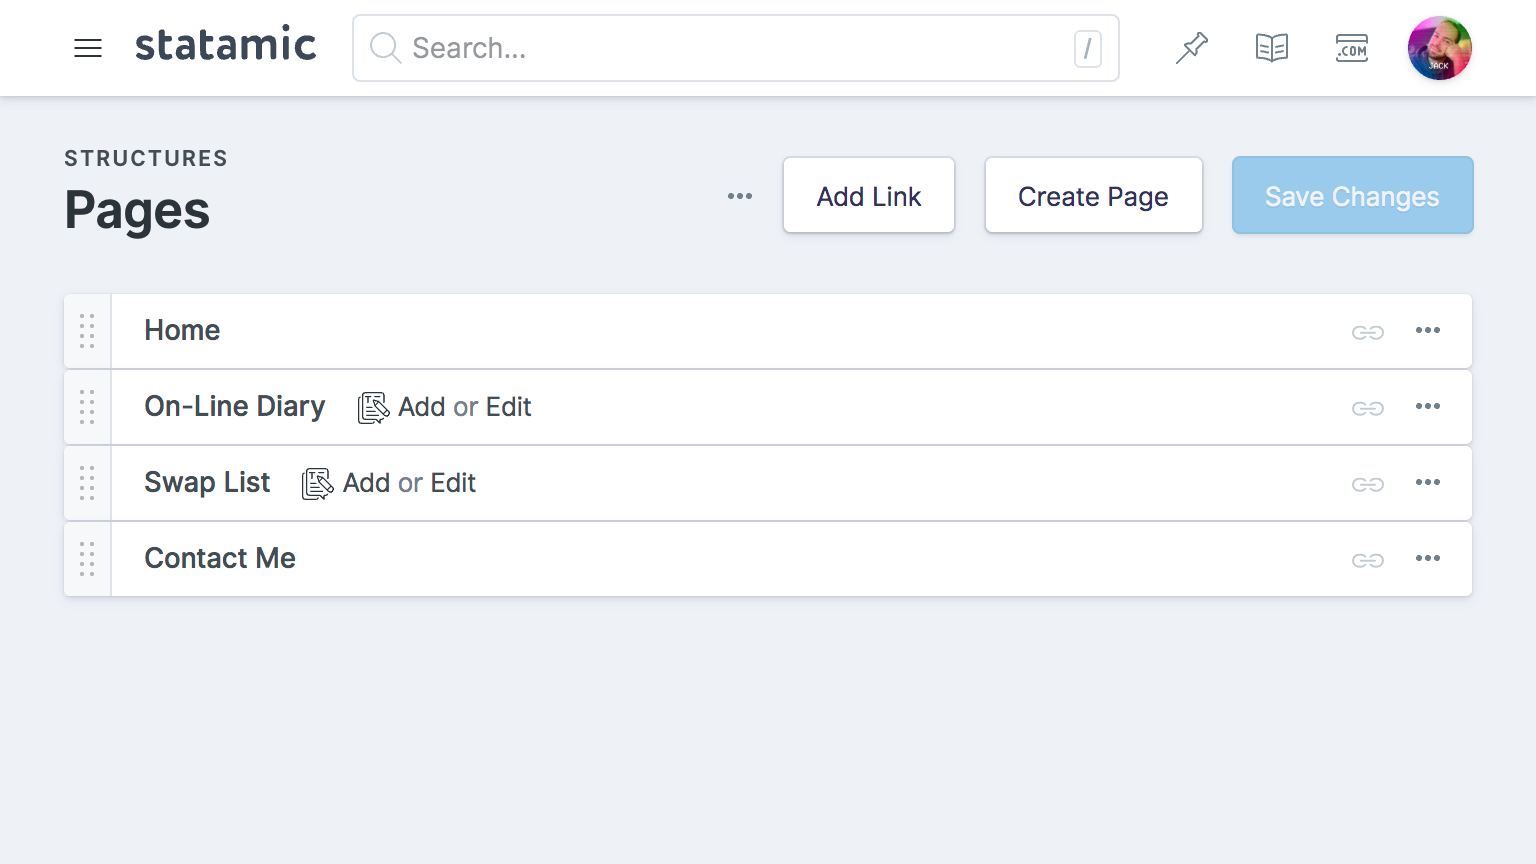 statamic Search... / .COM JACK
STRUCTURES
Pages
Add Link Create Page Save Changes
Home
On-Line Diary Add or Edit
Swap List Add or Edit
Contact Me